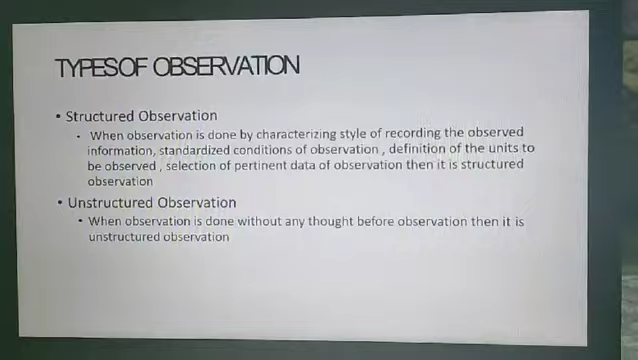 TYPESOF OBSERVATION
• Structured Observation
- When observation is done by characterizing style of recording the observed
information, standardized conditions of observation , definition of the units to
be observed , selection of pertinent data of observation then it is structured
observation
• Unstructured Observation
• When observation is done without any thought before observation then it is
unstructured observation